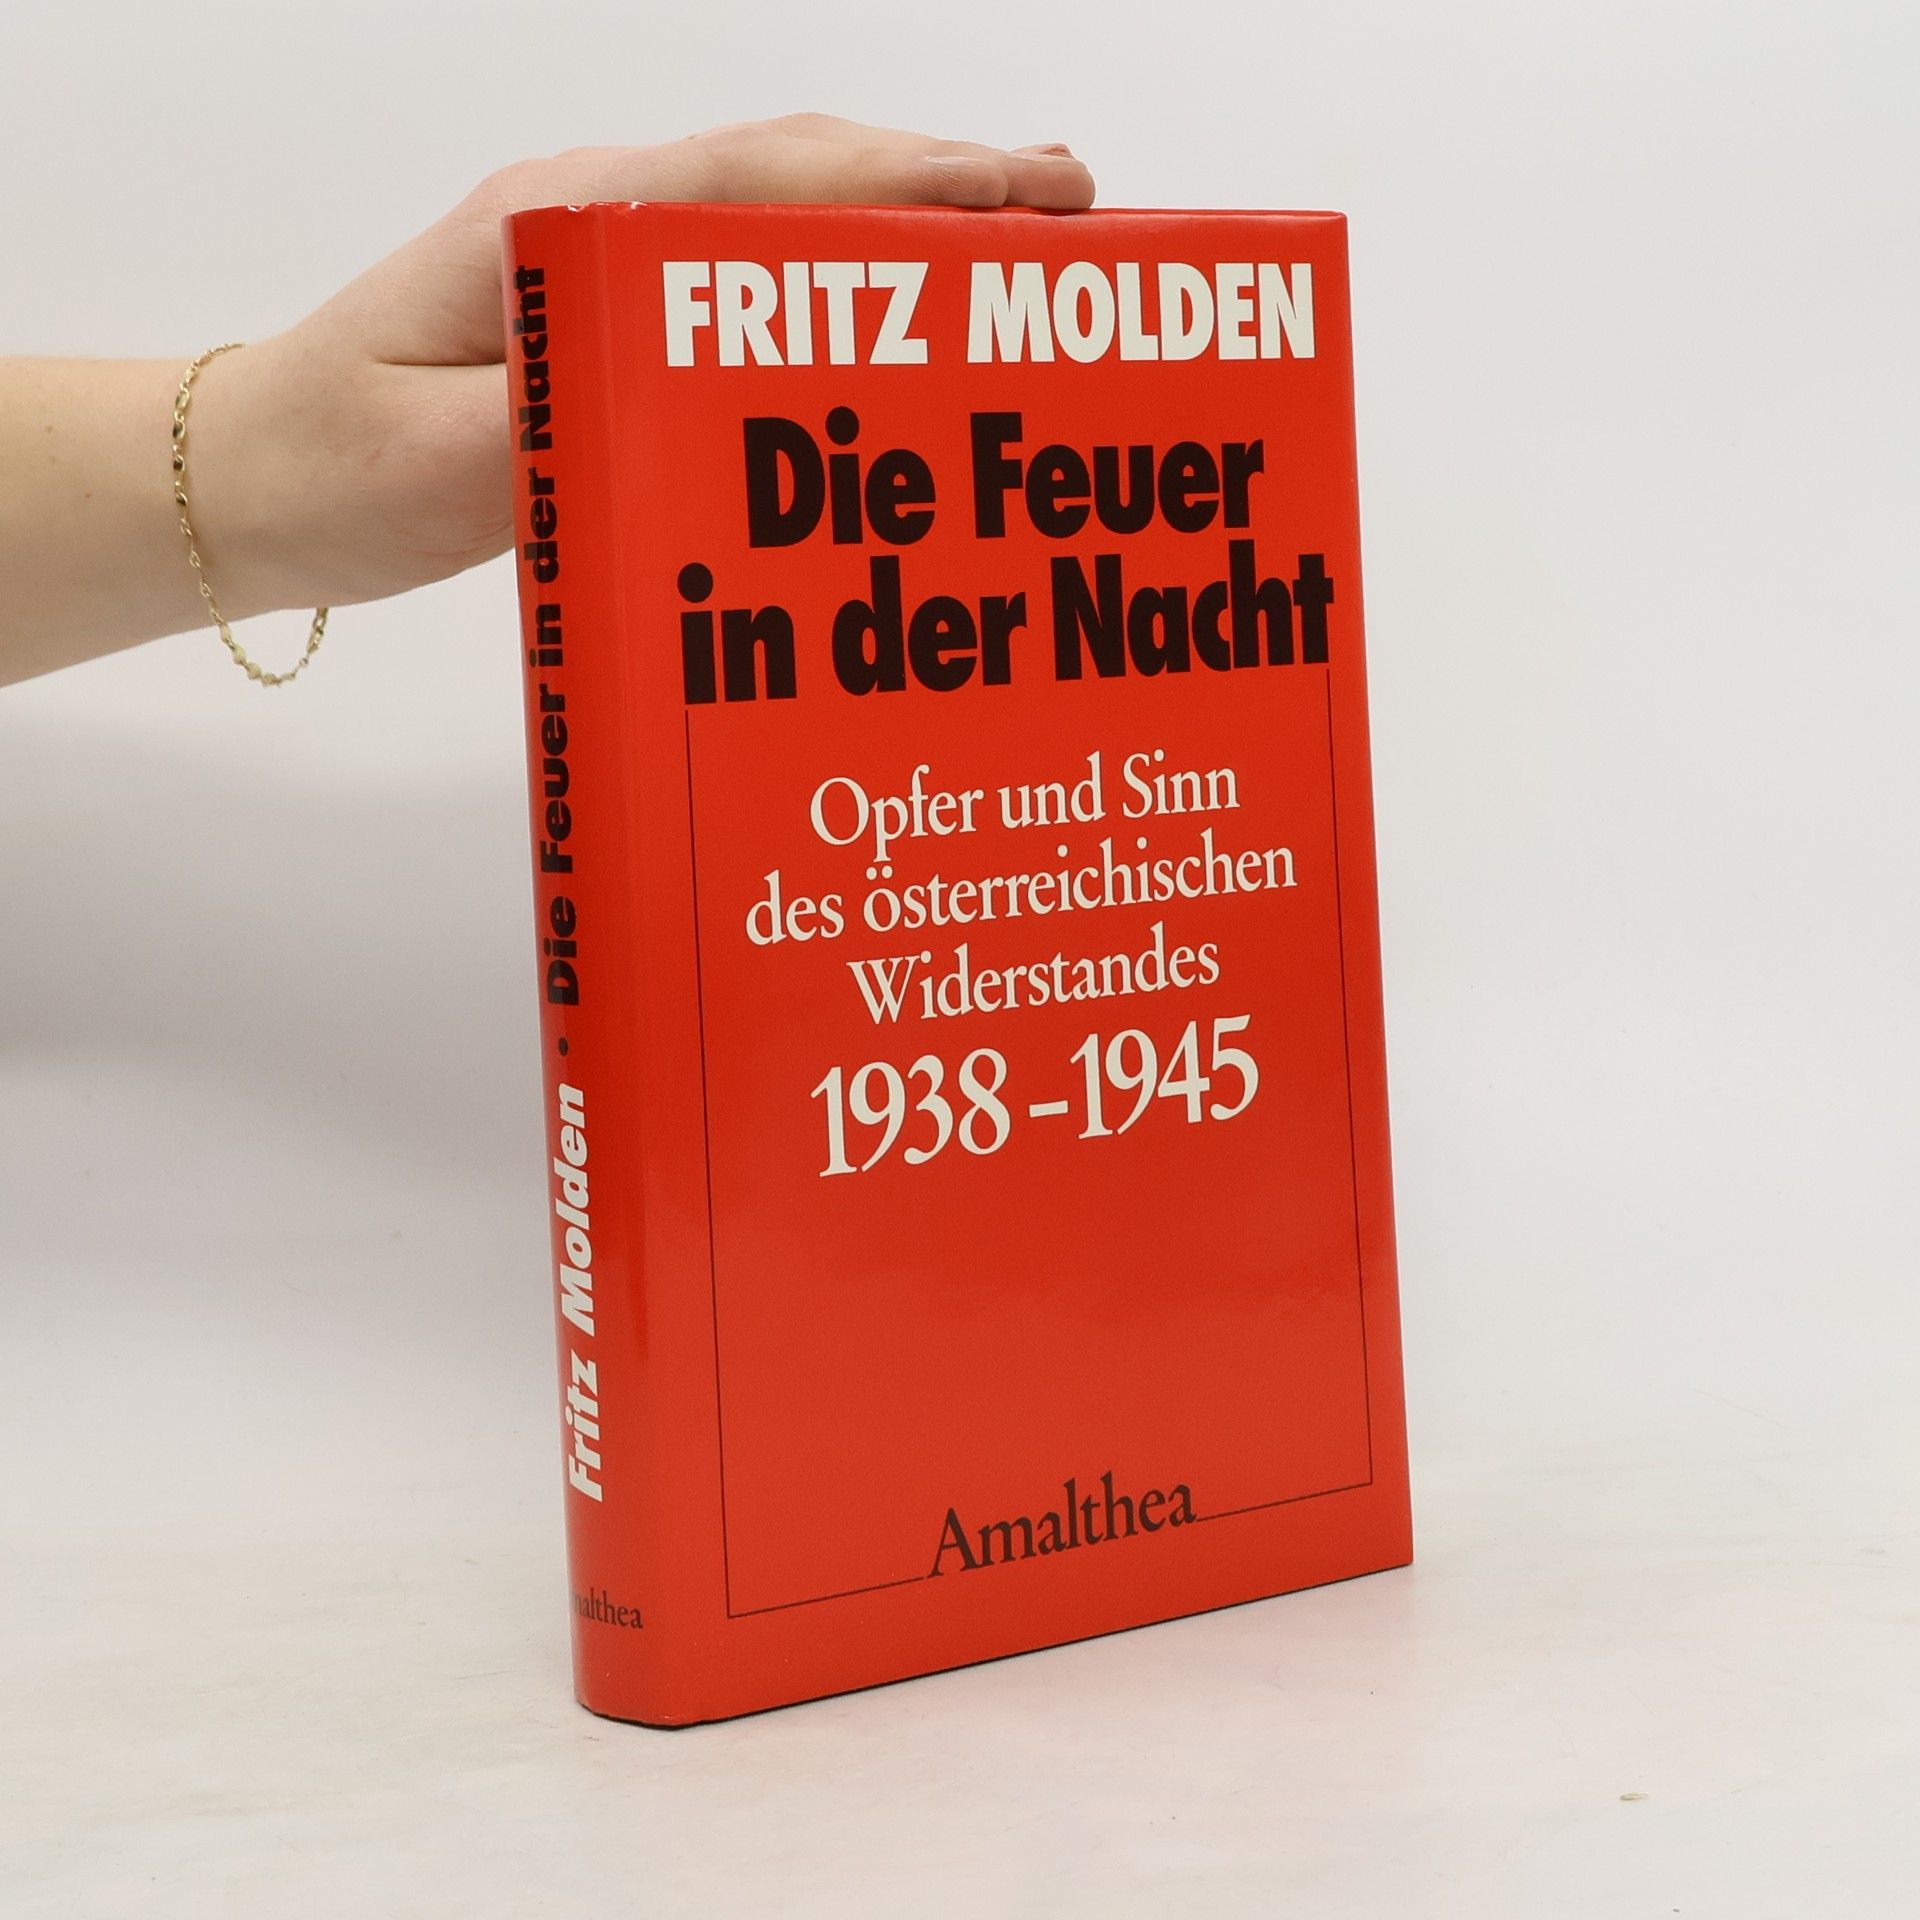 FRITZ MOLDEN
Die Feuer
in der Nacht
Opfer und Sinn
des österreichischen
Widerstandes
1938–1945
Amalthea
Fritz Molden • Die Feuer in der Nacht
malthea